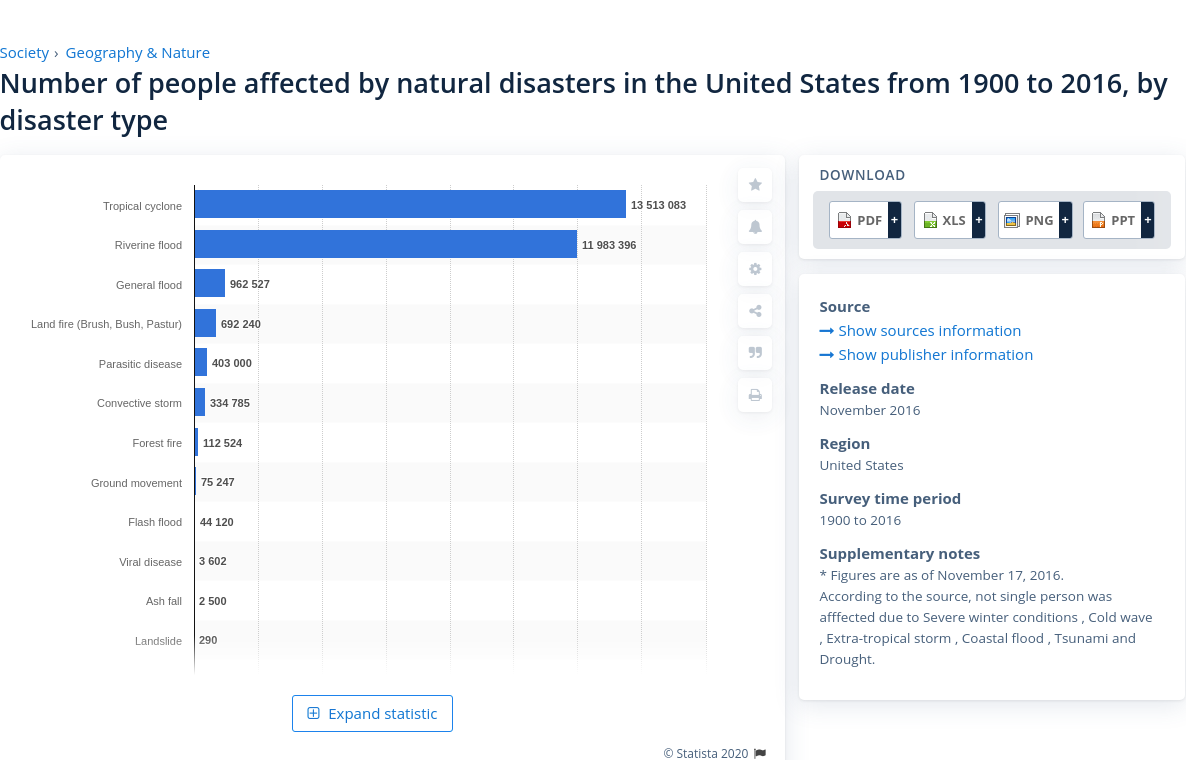 Society › Geography & Nature
Number of people affected by natural disasters in the United States from 1900 to 2016, by
disaster type
Tropical cyclone 13 513 083
Riverine flood 11 983 396
General flood 962 527
Land fire (Brush, Bush, Pastur) 692 240
Parasitic disease 403 000
Convective storm 334 785
Forest fire 112 524
Ground movement 75 247
Flash flood 44 120
Viral disease 3 602
Ash fall 2 500
Landslide 290
Expand statistic
© Statista 2020
DOWNLOAD
PDF + XLS + PNG + PPT +
Source
Show sources information
Show publisher information
Release date
November 2016
Region
United States
Survey time period
1900 to 2016
Supplementary notes
* Figures are as of November 17, 2016.
According to the source, not single person was
afffected due to Severe winter conditions , Cold wave
, Extra-tropical storm , Coastal flood , Tsunami and
Drought.